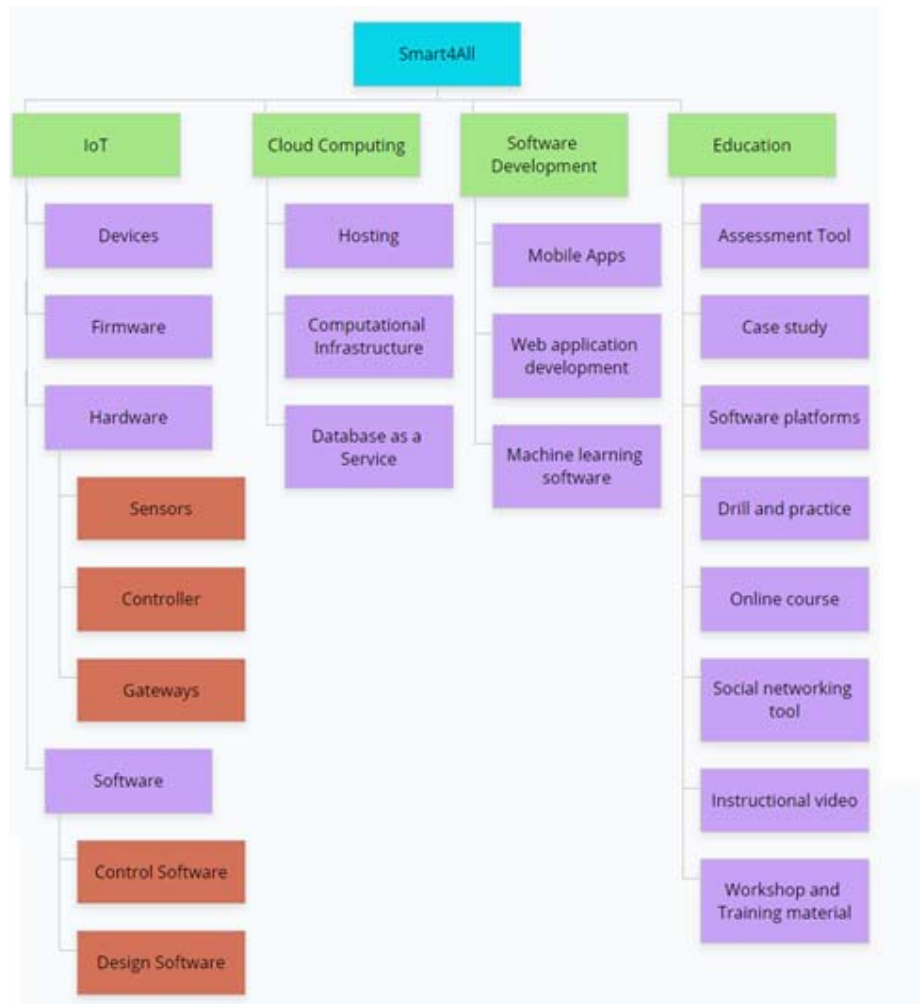 Smart4All
IoT
Devices
Firmware
Hardware
Sensors
Controller
Gateways
Software
Control Software
Design Software
Cloud Computing
Hosting
Computational
Infrastructure
Database as a
Service
Software
Development
Mobile Apps
Web application
development
Machine learning
software
Education
Assessment Tool
Case study
Software platforms
Drill and practice
Online course
Social networking
tool
Instructional video
Workshop and
Training material